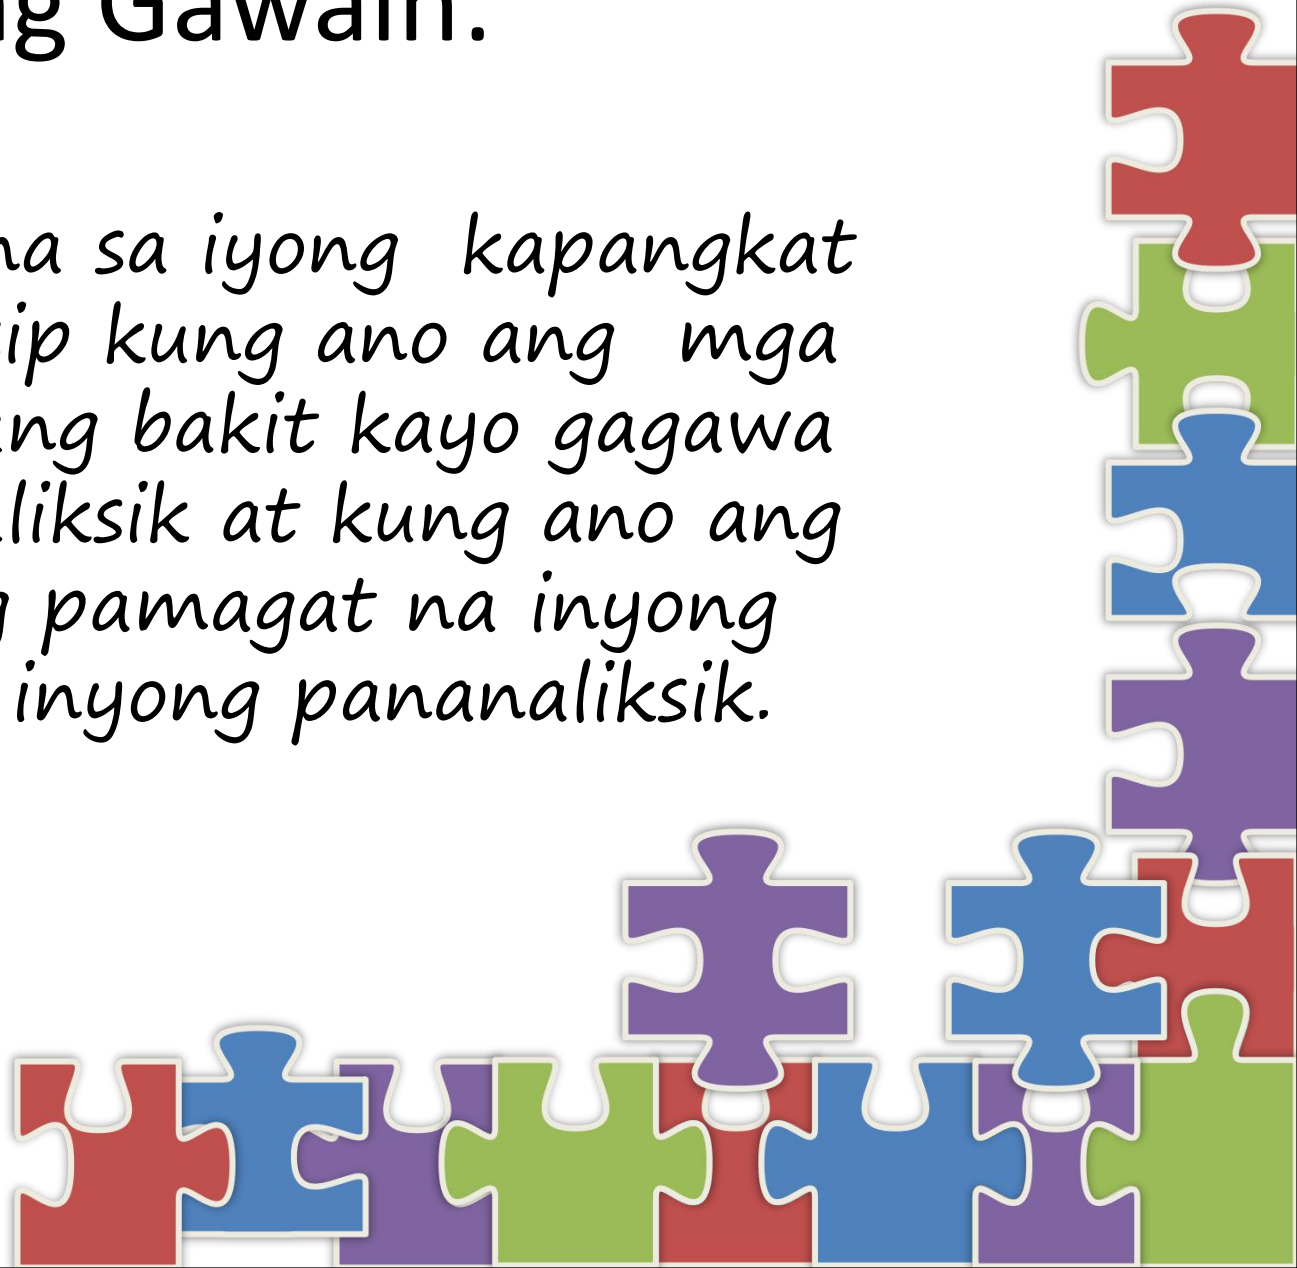 ng Gawain:
na sa iyong kapangkat
ip kung ano ang mga
ng bakit kayo gagawa
liksik at kung ano ang
g pamagat na inyong
inyong pananaliksik.